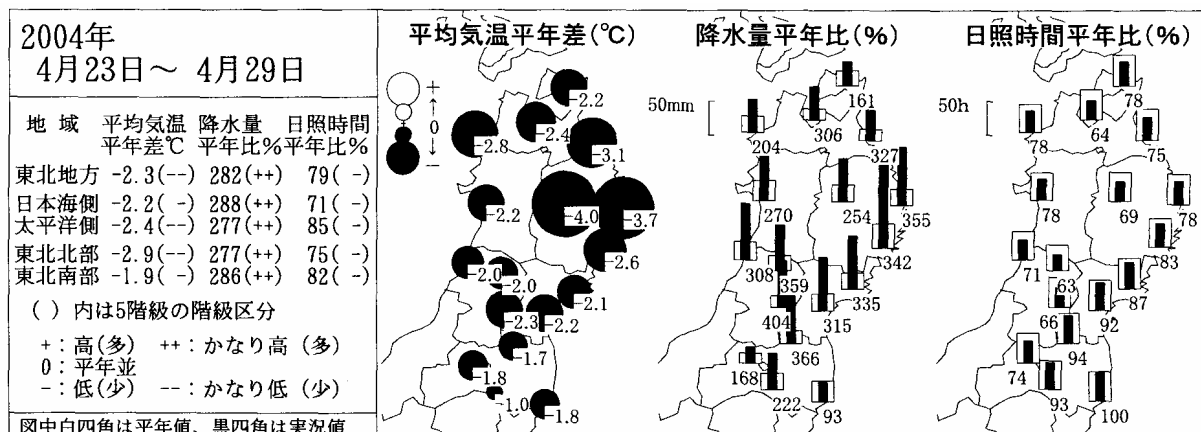 2004年
4月23日～ 4月29日
地 域 平均気温 降水量 日照時間
平年差℃ 平年比% 平年比%
東北地方 -2.3(--) 282(++) 79( -)
日本海側 -2.2( -) 288(++) 71( -)
太平洋側 -2.4(--) 277(++) 85( -)
東北北部 -2.9(--) 277(++) 75( -)
東北南部 -1.9( -) 286(++) 82( -)
( ) 内は5階級の階級区分
+：高(多) ++：かなり高 (多)
0：平年並
-：低(少) --：かなり低 (少)
図中白四角は平年値、黒四角は実況値
平均気温平年差(℃)
+
↑
0
↓
-
-2.2
-2.4
-2.8
-3.1
-2.2
-4.0
-3.7
-2.6
-2.0
-2.0
-2.1
-2.3
-2.2
-1.7
-1.8
-1.0
-1.8
降水量平年比(%)
50mm
161
306
204
327
270
254
355
342
308
359
335
404
315
366
168
222
93
日照時間平年比(%)
50h
78
64
78
75
78
69
78
83
71
63
87
66
92
94
74
93
100